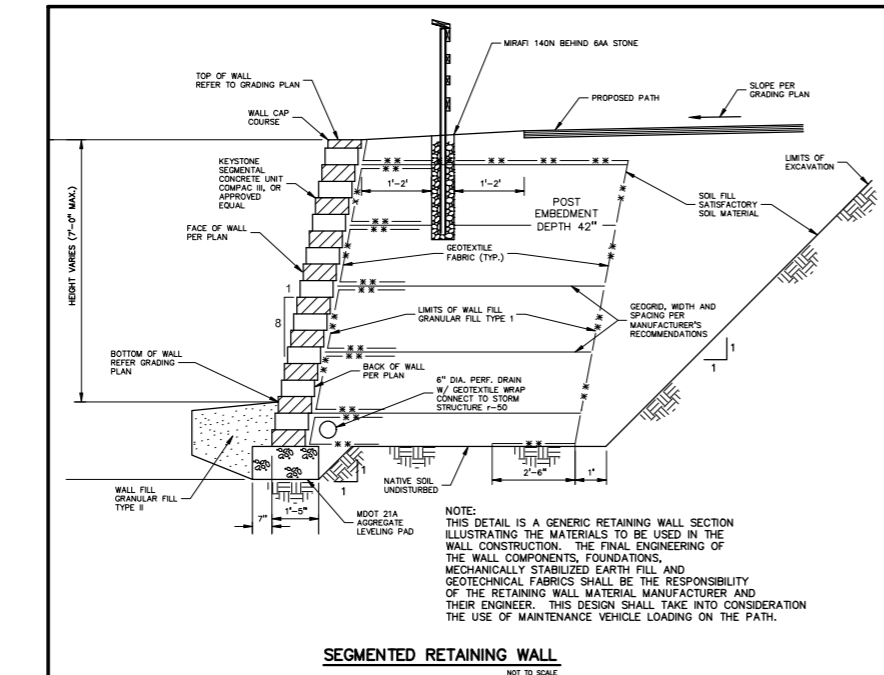 MIRAFI 140N BEHIND 6AA STONE
TOP OF WALL
REFER TO GRADING PLAN
SLOPE PER
GRADING PLAN
PROPOSED PATH
WALL CAP
COURSE
LIMITS OF
EXCAVATION
KEYSTONE
SEGMENTAL
CONCRETE UNIT
COMPAC III, OR
APPROVED
EQUAL
1'-2"
1'-2"
SOIL FILL
SATISFACTORY
SOIL MATERIAL
POST
EMBEDMENT
DEPTH 42"
HEIGHT VARIES (7'-0" MAX.)
FACE OF WALL
PER PLAN
GEOTEXTILE
FABRIC (TYP.)
1
8
LIMITS OF WALL FILL
GRANULAR FILL TYPE 1
GEOGRID, WIDTH AND
SPACING PER
MANUFACTURER'S
RECOMMENDATIONS
1
1
BOTTOM OF WALL
REFER GRADING
PLAN
BACK OF WALL
PER PLAN
6" DIA. PERF. DRAIN
W/ GEOTEXTILE WRAP
CONNECT TO STORM
STRUCTURE r-50
1
1
2'-6"
1"
WALL FILL
GRANULAR FILL
TYPE II
NATIVE SOIL
UNDISTURBED
7"
1'-5"
MDOT 21A
AGGREGATE
LEVELING PAD
NOTE:
THIS DETAIL IS A GENERIC RETAINING WALL SECTION
ILLUSTRATING THE MATERIALS TO BE USED IN THE
WALL CONSTRUCTION. THE FINAL ENGINEERING OF
THE WALL COMPONENTS, FOUNDATIONS,
MECHANICALLY STABILIZED EARTH FILL AND
GEOTECHNICAL FABRICS SHALL BE THE RESPONSIBILITY
OF THE RETAINING WALL MATERIAL MANUFACTURER AND
THEIR ENGINEER. THIS DESIGN SHALL TAKE INTO CONSIDERATION
THE USE OF MAINTENANCE VEHICLE LOADING ON THE PATH.
SEGMENTED RETAINING WALL
NOT TO SCALE